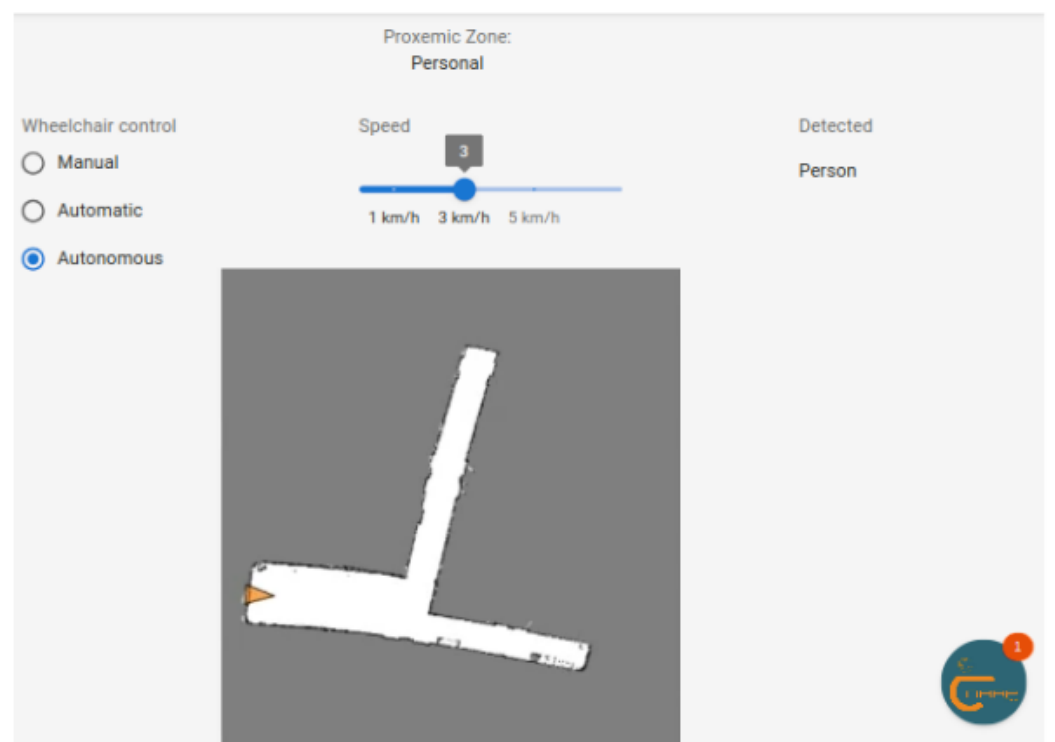 Proxemic Zone:
Personal
Wheelchair control
Speed
Detected
3
Manual
Person
Automatic
1 km/h 3 km/h 5 km/h
Autonomous
1